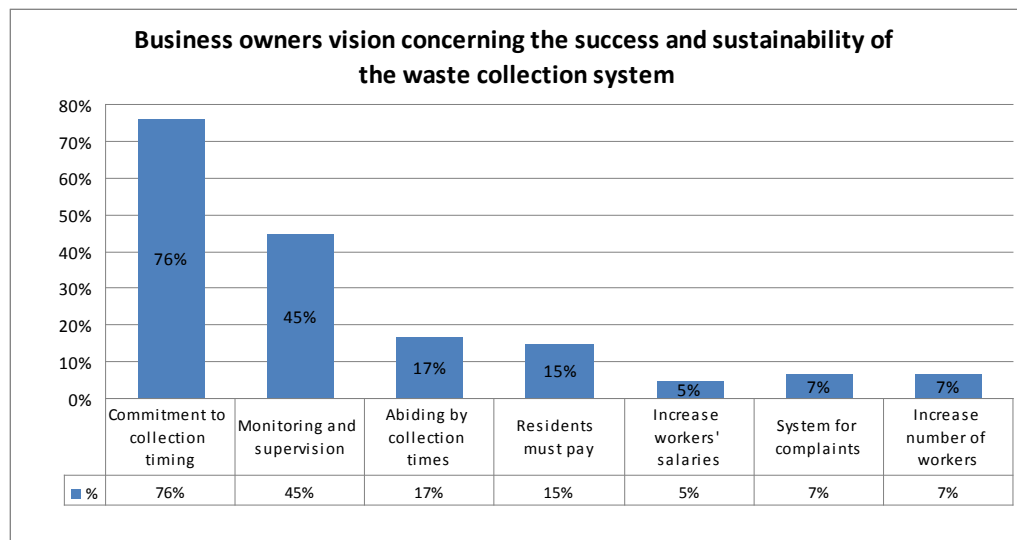 Business owners vision concerning the success and sustainability of
the waste collection system
80%
70%
60%
50%
40%
30%
20%
10%
0%
76%
45%
17%
15%
5%
7%
7%
Commitment to
collection
timing
Monitoring and
supervision
Abiding by
collection
times
Residents
must pay
Increase
workers'
salaries
System for
complaints
Increase
number of
workers
% 76% 45% 17% 15% 5% 7% 7%